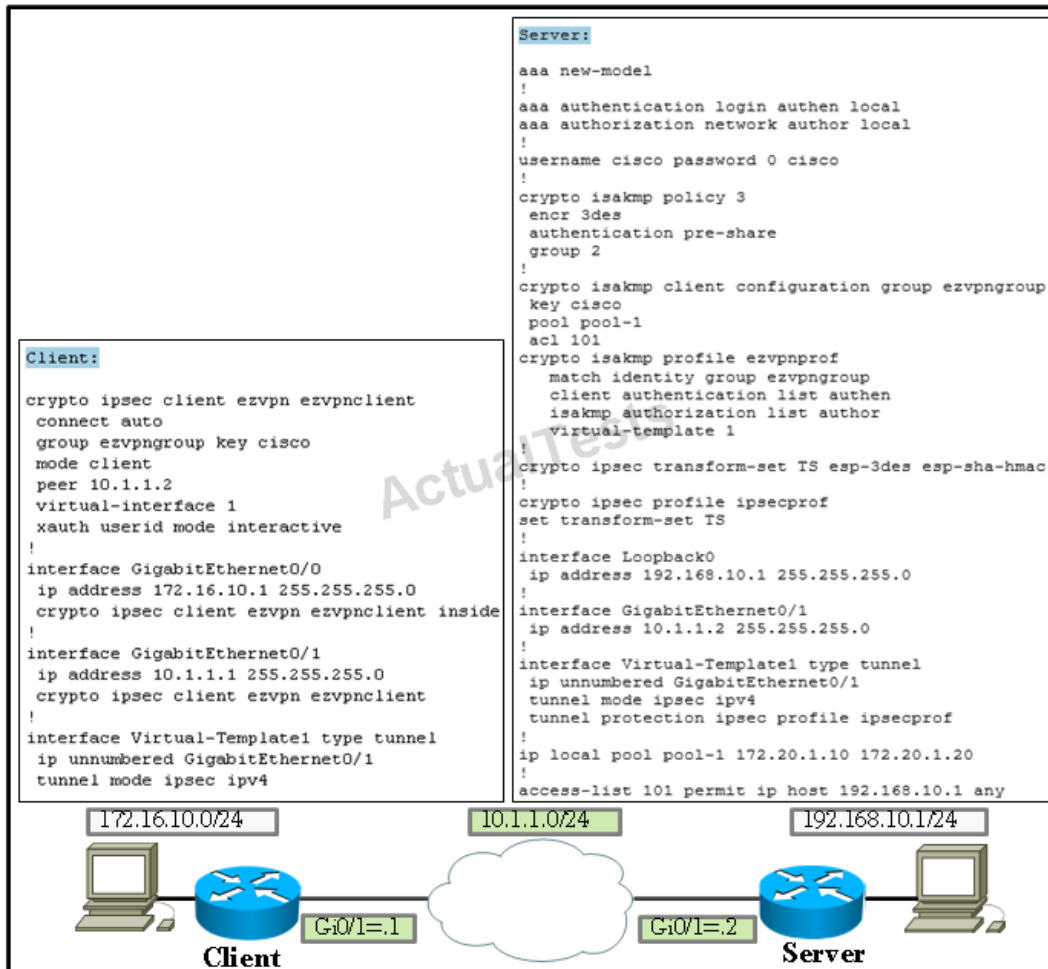 Client:
crypto ipsec client ezvpn ezvpnclient
connect auto
group ezvpngroup key cisco
mode client
peer 10.1.1.2
virtual-interface 1
xauth userid mode interactive
!
interface GigabitEthernet0/0
ip address 172.16.10.1 255.255.255.0
crypto ipsec client ezvpn ezvpnclient inside
!
interface GigabitEthernet0/1
ip address 10.1.1.1 255.255.255.0
crypto ipsec client ezvpn ezvpnclient
!
interface Virtual-Template1 type tunnel
ip unnumbered GigabitEthernet0/1
tunnel mode ipsec ipv4
Server:
aaa new-model
!
aaa authentication login authen local
aaa authorization network author local
!
username cisco password 0 cisco
!
crypto isakmp policy 3
encr 3des
authentication pre-share
group 2
!
crypto isakmp client configuration group ezvpngroup
key cisco
pool pool-1
acl 101
crypto isakmp profile ezvpnprof
match identity group ezvpngroup
client authentication list authen
isakmp authorization list author
virtual-template 1
!
crypto ipsec transform-set TS esp-3des esp-sha-hmac
!
crypto ipsec profile ipsecprof
set transform-set TS
!
interface Loopback0
ip address 192.168.10.1 255.255.255.0
!
interface GigabitEthernet0/1
ip address 10.1.1.2 255.255.255.0
!
interface Virtual-Template1 type tunnel
ip unnumbered GigabitEthernet0/1
tunnel mode ipsec ipv4
tunnel protection ipsec profile ipsecprof
!
ip local pool pool-1 172.20.1.10 172.20.1.20
!
access-list 101 permit ip host 192.168.10.1 any
ActualTests
172.16.10.0/24
10.1.1.0/24
192.168.10.1/24
Gi0/1=.1
Gi0/1=.2
Client
Server